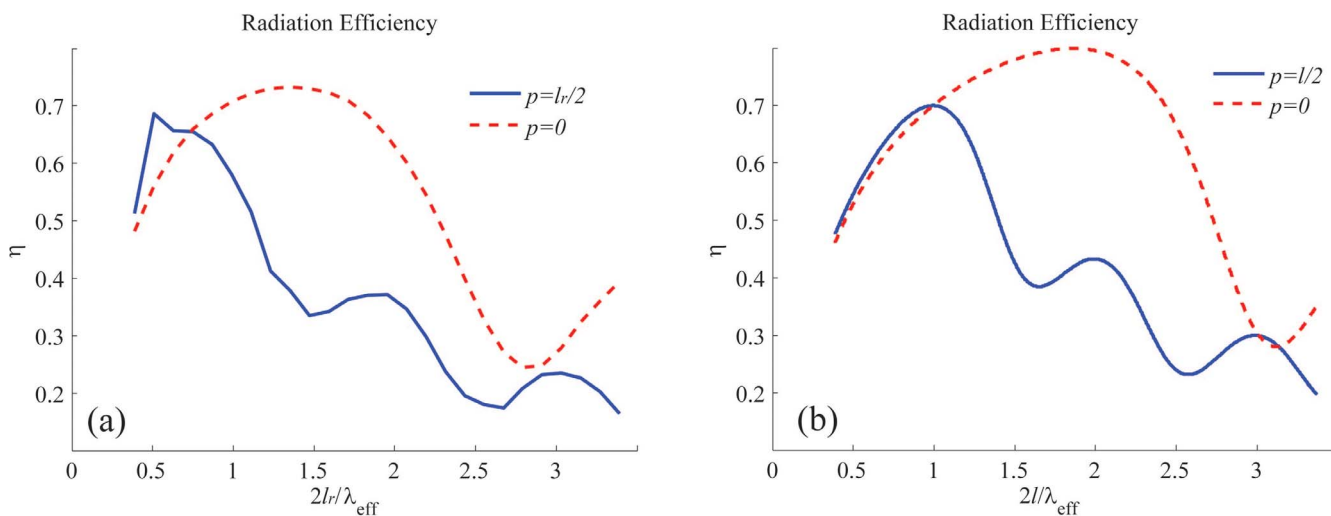 Radiation Efficiency
0.7
0.6
0.5
0.4
0.3
0.2
η
p=lᵣ/2
p=0
(a)
0 0.5 1 1.5 2 2.5 3
2lᵣ/λeff
Radiation Efficiency
0.7
0.6
0.5
0.4
0.3
0.2
η
p=l/2
p=0
(b)
0 0.5 1 1.5 2 2.5 3
2l/λeff